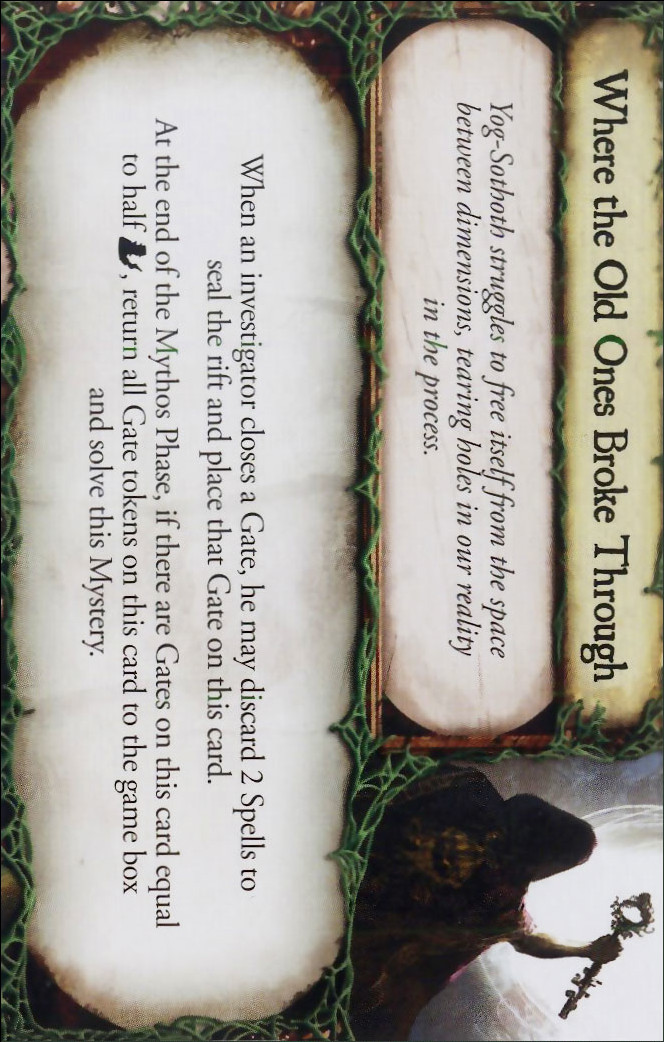 Where the Old Ones Broke Through
Yog-Sothoth struggles to free itself from the space
between dimensions, tearing holes in our reality
in the process.
When an investigator closes a Gate, he may discard 2 Spells to
seal the rift and place that Gate on this card.
At the end of the Mythos Phase, if there are Gates on this card equal
to half , return all Gate tokens on this card to the game box
and solve this Mystery.